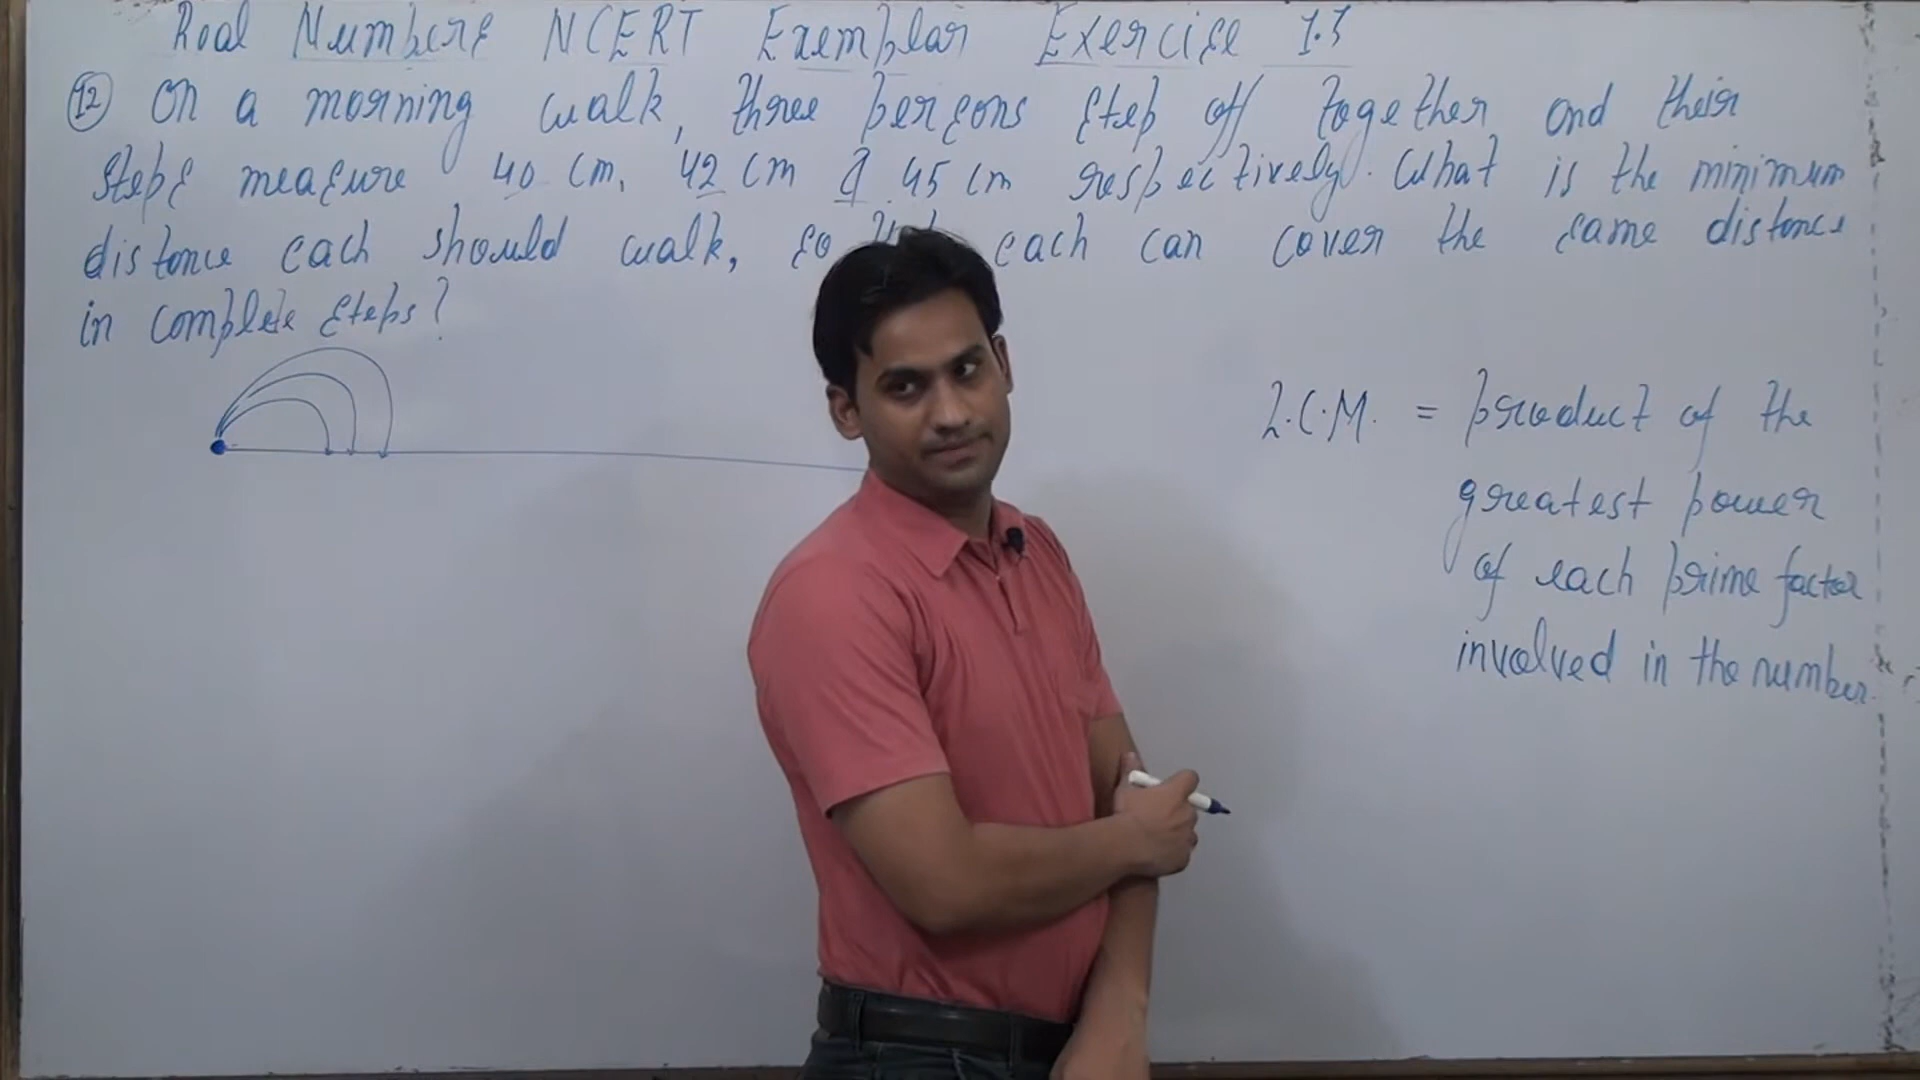 Real Numbers NCERT Exemplar Exercise 1.3
12 On a morning walk, three persons step off together and their
steps measure 40 cm, 42 cm & 45 cm respectively. What is the minimum
distance each should walk, so each can cover the same distance
in complete steps?
L.C.M. = product of the
greatest power
of each prime factor
involved in the number.